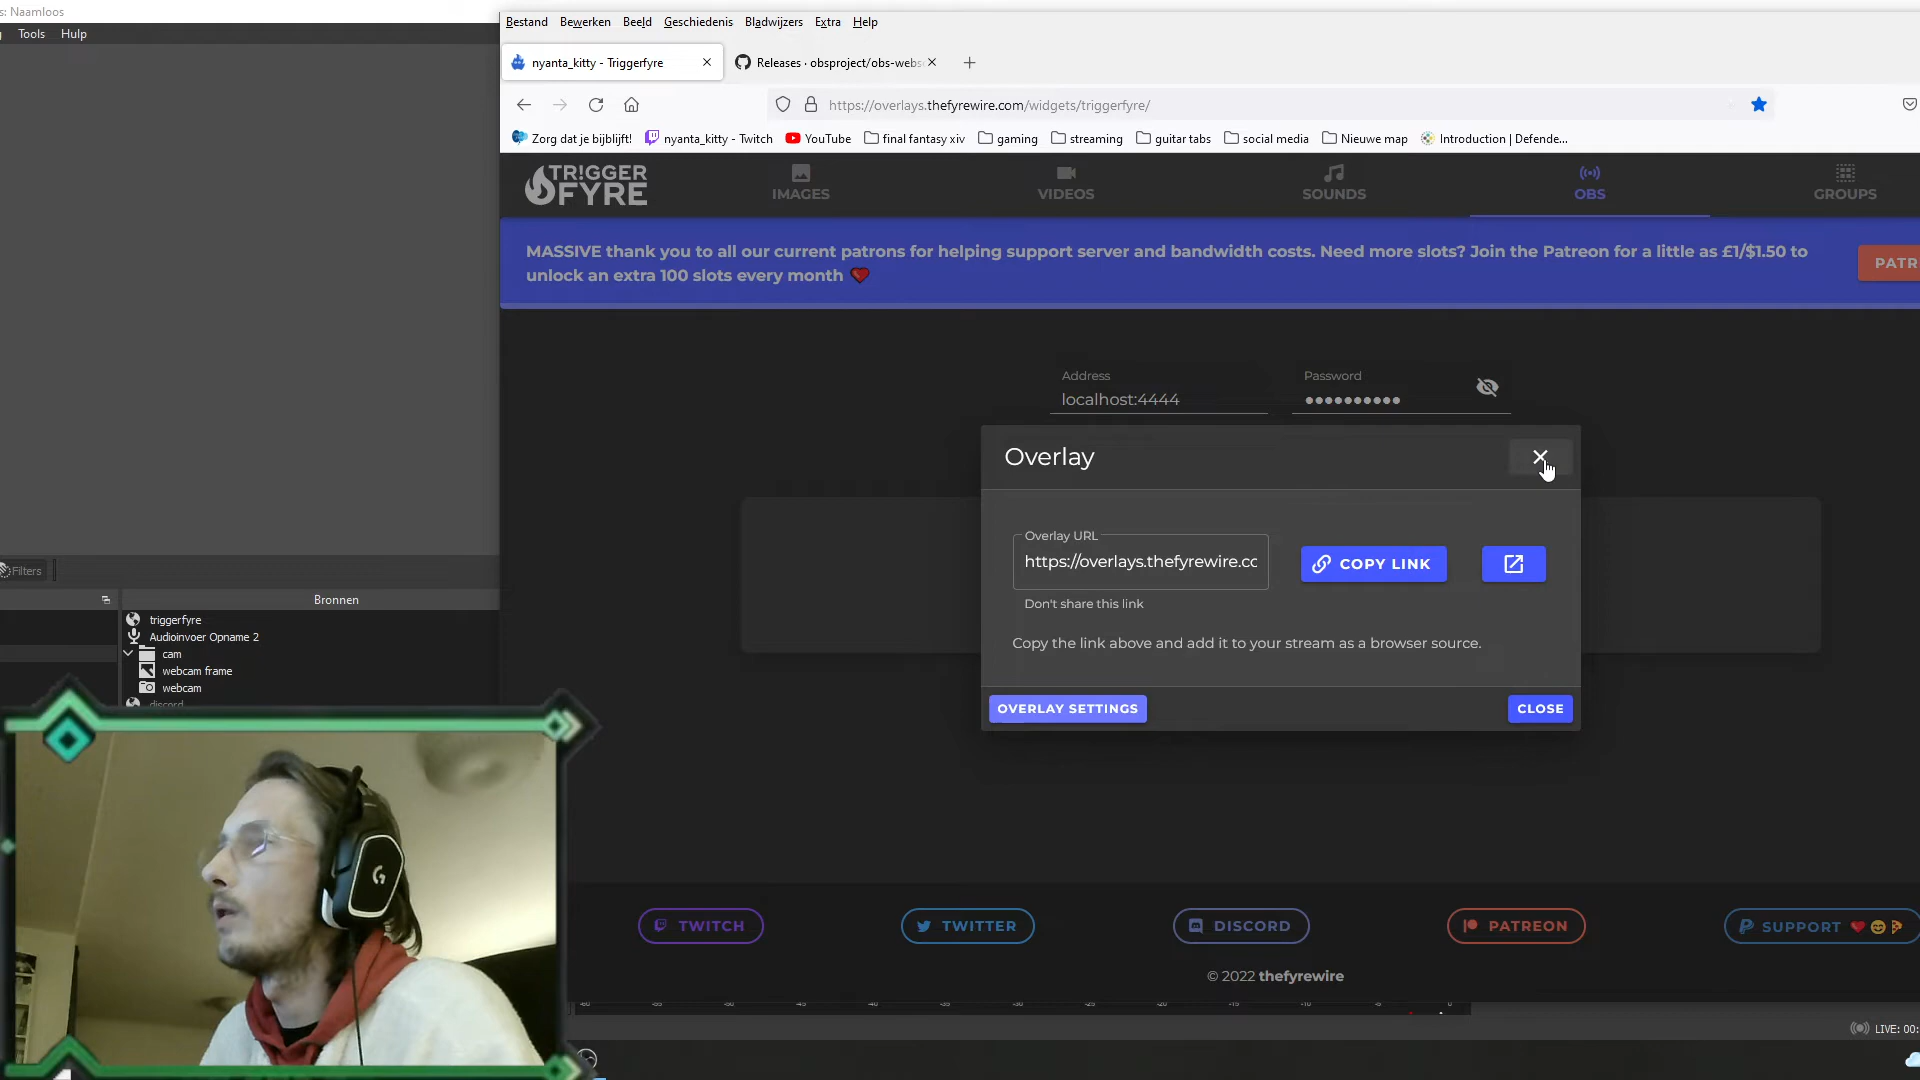 s: Naamloos
Tools Hulp
Bestand Bewerken Beeld Geschiedenis Bladwijzers Extra Help
nyanta_kitty - Triggerfyre
Releases · obsproject/obs-webs
https://overlays.thefyrewire.com/widgets/triggerfyre/
Zorg dat je bijblijft! nyanta_kitty - Twitch YouTube final fantasy xiv gaming streaming guitar tabs social media Nieuwe map Introduction | Defende...
TR!GGER
FYRE
IMAGES VIDEOS SOUNDS OBS GROUPS
MASSIVE thank you to all our current patrons for helping support server and bandwidth costs. Need more slots? Join the Patreon for a little as £1/$1.50 to
unlock an extra 100 slots every month
PATR
Address Password
localhost:4444
Overlay
Overlay URL
https://overlays.thefyrewire.cc
COPY LINK
Don't share this link
Copy the link above and add it to your stream as a browser source.
OVERLAY SETTINGS CLOSE
Filters
Bronnen
triggerfyre
Audioinvoer Opname 2
cam
webcam frame
webcam
discord
TWITCH TWITTER DISCORD PATREON SUPPORT
© 2022 thefyrewire
LIVE: 00: